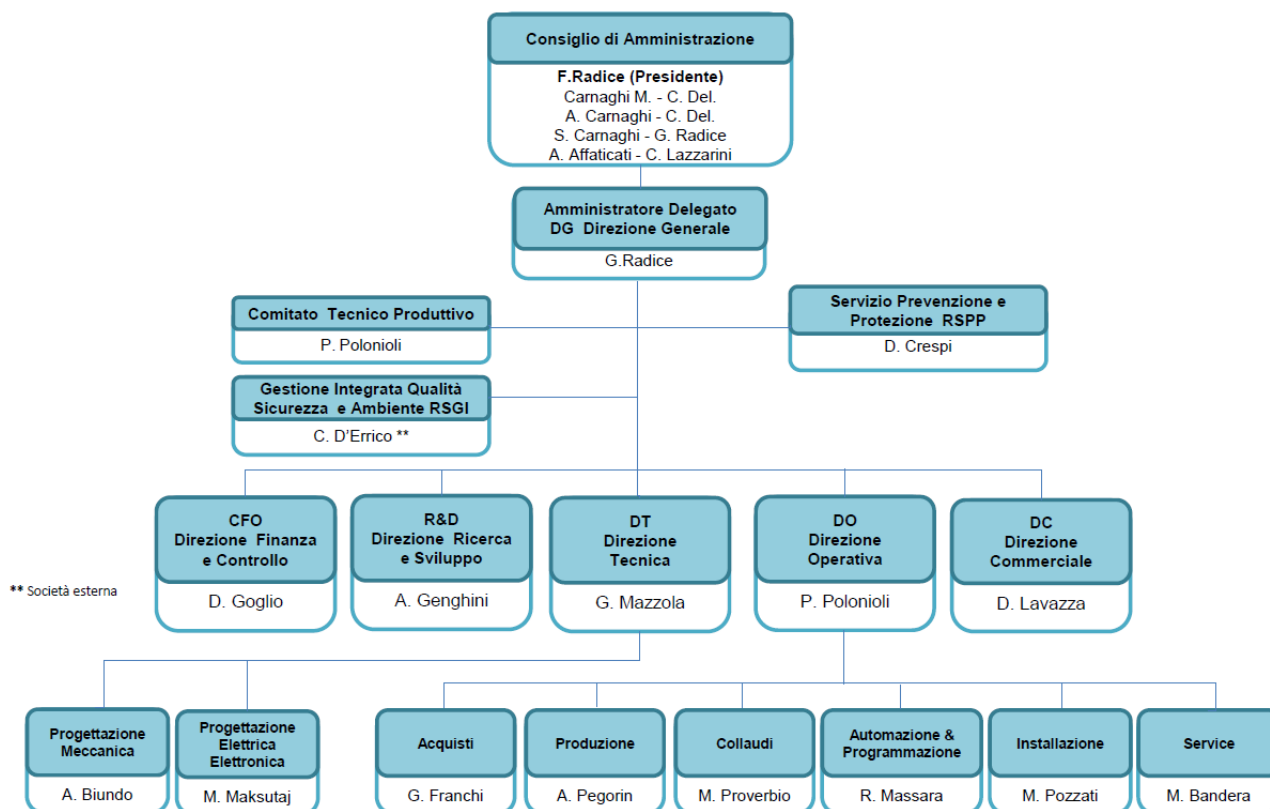 Consiglio di Amministrazione
F.Radice (Presidente)
Carnaghi M. - C. Del.
A. Carnaghi - C. Del.
S. Carnaghi - G. Radice
A. Affaticati - C. Lazzarini
Amministratore Delegato
DG Direzione Generale
G.Radice
Comitato Tecnico Produttivo
P. Polonioli
Servizio Prevenzione e
Protezione RSPP
D. Crespi
Gestione Integrata Qualità
Sicurezza e Ambiente RSGI
C. D'Errico **
CFO
Direzione Finanza
e Controllo
D. Goglio
R&D
Direzione Ricerca
e Sviluppo
A. Genghini
DT
Direzione
Tecnica
G. Mazzola
DO
Direzione
Operativa
P. Polonioli
DC
Direzione
Commerciale
D. Lavazza
** Società esterna
Progettazione
Meccanica
A. Biundo
Progettazione
Elettrica
Elettronica
M. Maksutaj
Acquisti
G. Franchi
Produzione
A. Pegorin
Collaudi
M. Proverbio
Automazione &
Programmazione
R. Massara
Installazione
M. Pozzati
Service
M. Bandera